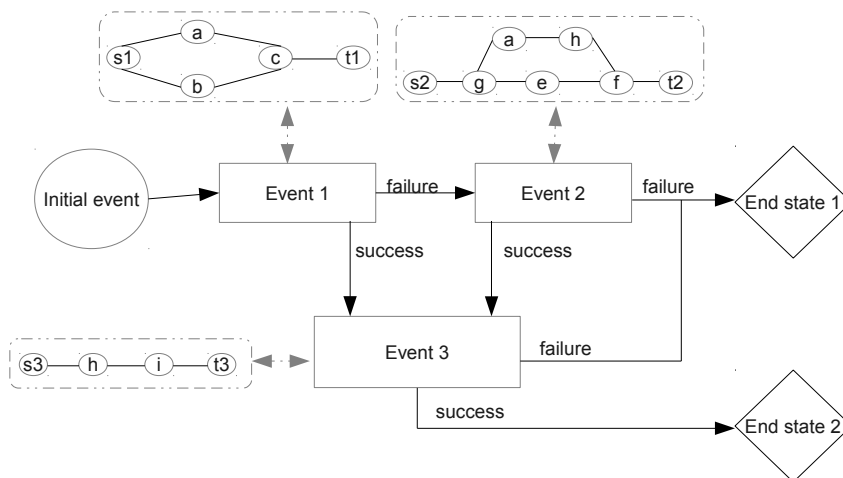 a
s1
c
t1
b
a
h
s2
g
e
f
t2
Initial event
Event 1
failure
Event 2
failure
End state 1
success
success
s3
h
i
t3
Event 3
failure
success
End state 2